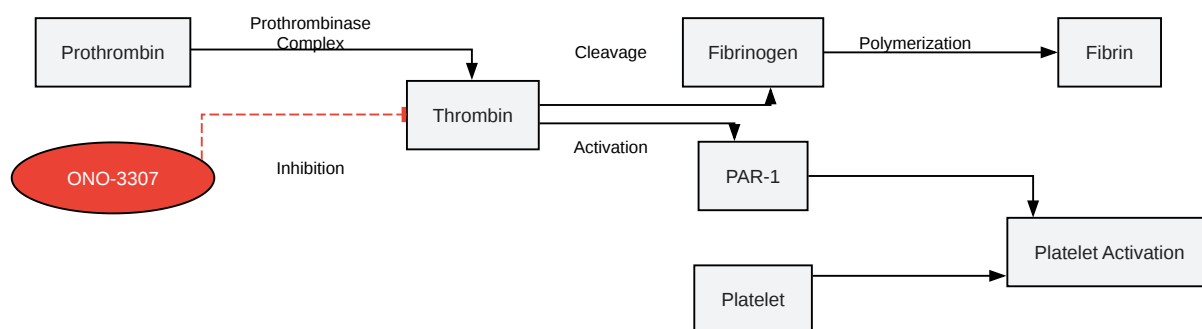 Prothrombinase
Complex
Prothrombin
Cleavage
Fibrinogen
Polymerization
Fibrin
Thrombin
Activation
ONO-3307
Inhibition
PAR-1
Platelet Activation
Platelet